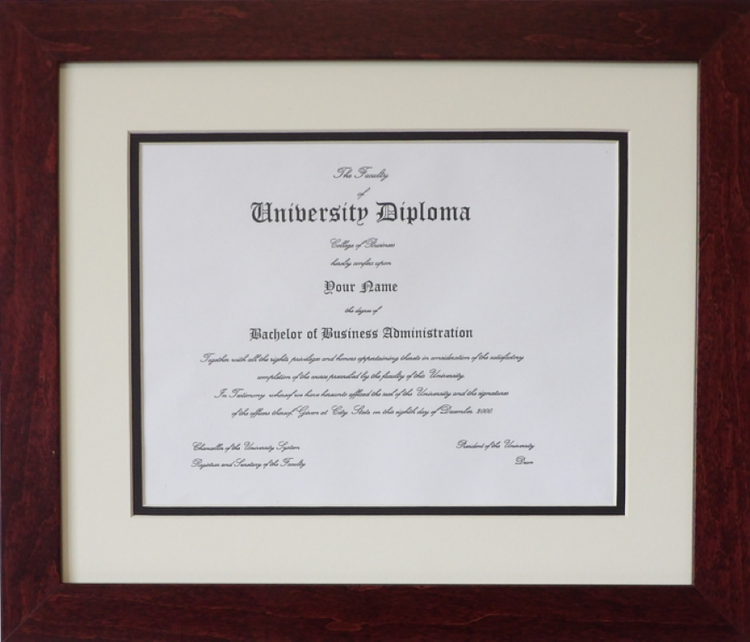 The Faculty
of
University Diploma
College of Business
hereby confers upon
Your Name
the degree of
Bachelor of Business Administration
Together with all the rights privileges and honors appertaining thereto in consideration of the satisfactory
completion of the course prescribed by the faculty of this University.
In Testimony whereof we have hereunto affixed the seal of the University and the signatures
of the officers thereof. Given at City State on this eighth day of December, 2000.
Chancellor of the University System
President of the University
Registrar and Secretary of the Faculty
Dean